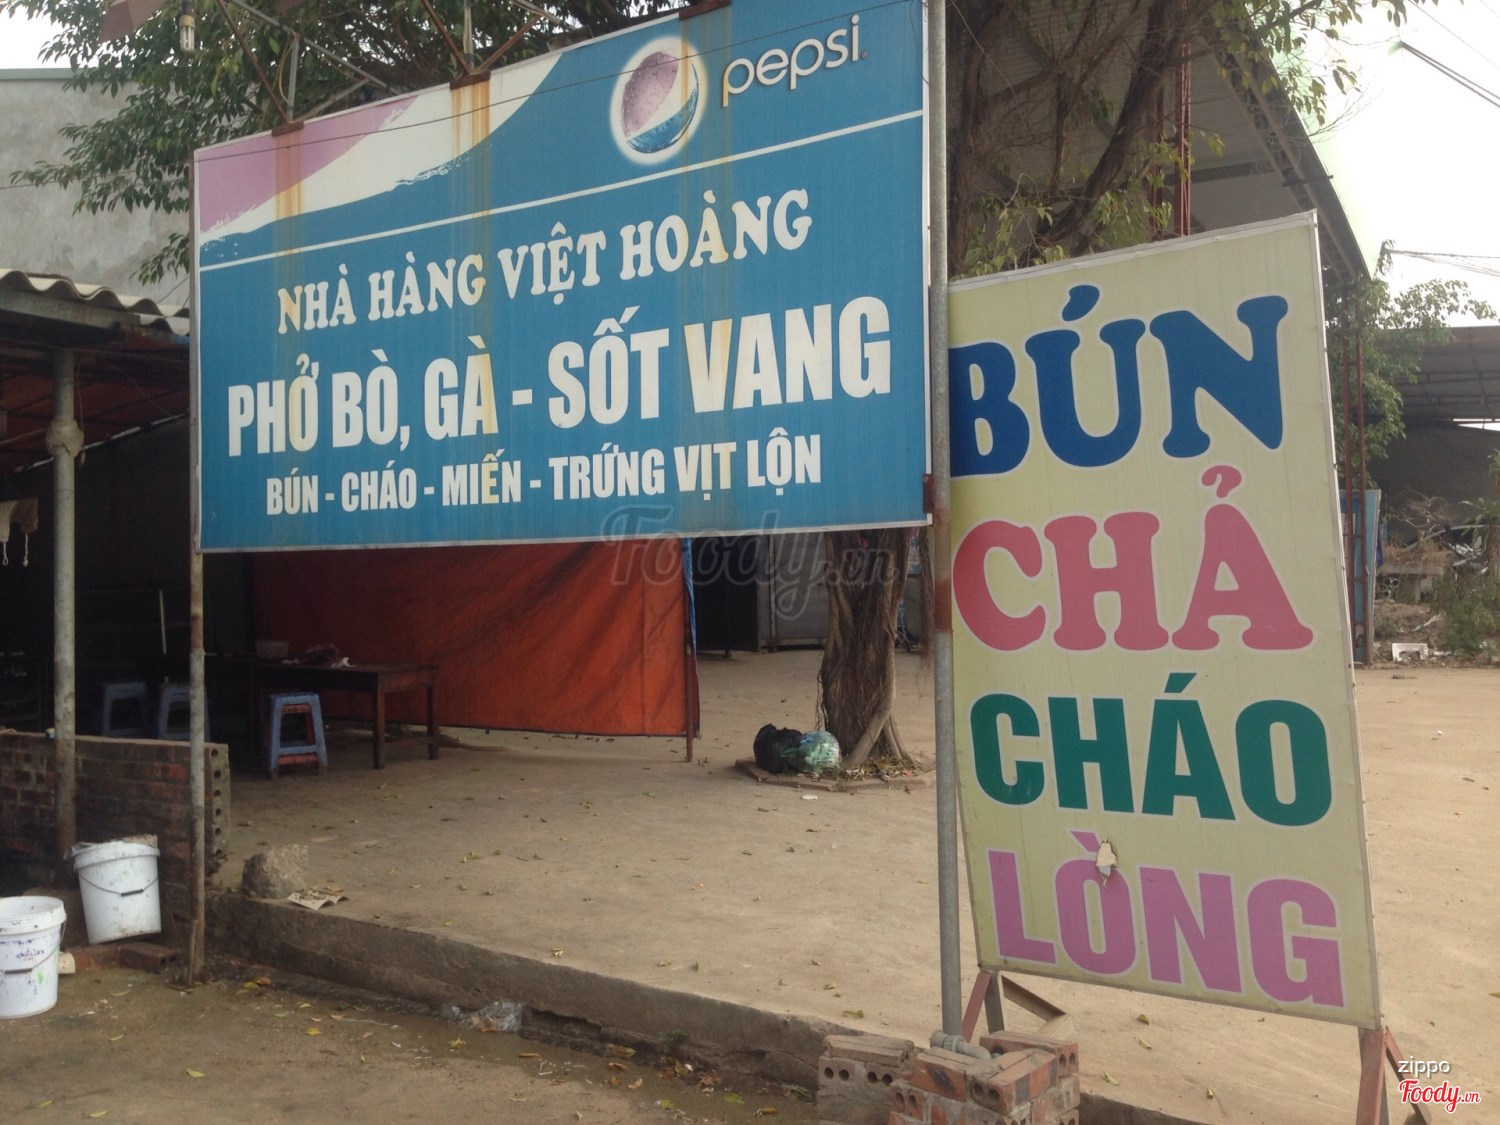 pepsi
NHÀ HÀNG VIỆT HOÀNG
PHỞ BÒ, GÀ - SỐT VANG
BÚN - CHÁO - MIẾN - TRỨNG VỊT LỘN
BÚN
CHẢ
CHÁO
LÒNG
Foody.vn
zippo
Foody.vn